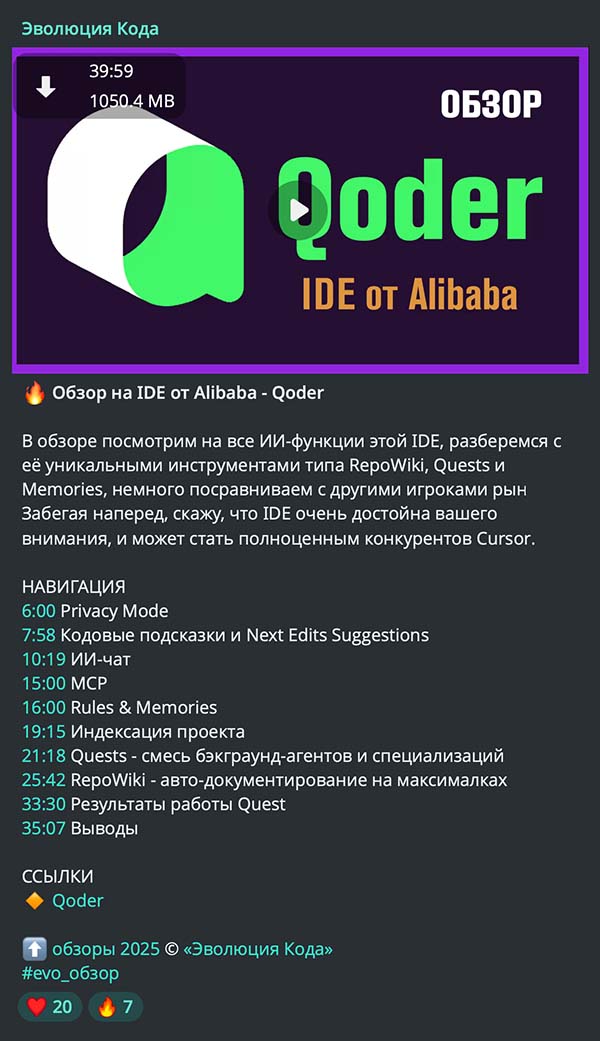 Эволюция Кода
39:59
1050.4 MB
ОБЗОР
Qoder
IDE от Alibaba
🔥 Обзор на IDE от Alibaba - Qoder
В обзоре посмотрим на все ИИ-функции этой IDE, разберемся с
её уникальными инструментами типа RepoWiki, Quests и
Memories, немного посравниваем с другими игроками рын
Забегая наперед, скажу, что IDE очень достойна вашего
внимания, и может стать полноценным конкурентов Cursor.
НАВИГАЦИЯ
6:00 Privacy Mode
7:58 Кодовые подсказки и Next Edits Suggestions
10:19 ИИ-чат
15:00 MCP
16:00 Rules & Memories
19:15 Индексация проекта
21:18 Quests - смесь бэкграунд-агентов и специализаций
25:42 RepoWiki - авто-документирование на максималках
33:30 Результаты работы Quest
35:07 Выводы
ССЫЛКИ
🔶 Qoder
⬆️ обзоры 2025 © «Эволюция Кода»
#evo_обзор
❤️ 20 🔥 7